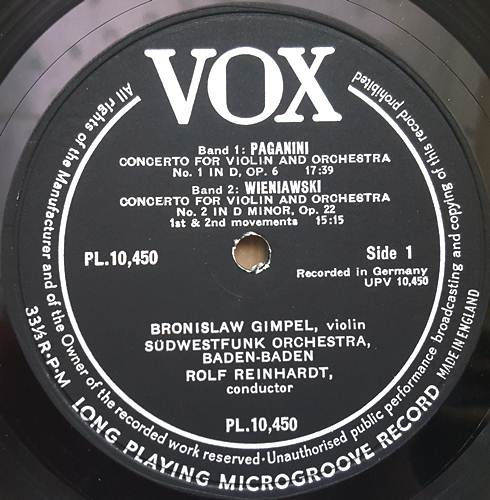 VOX
Band 1: PAGANINI
CONCERTO FOR VIOLIN AND ORCHESTRA
No. 1 IN D, OP. 6 17:39
Band 2: WIENIAWSKI
CONCERTO FOR VIOLIN AND ORCHESTRA
No. 2 IN D MINOR, Op. 22
1st & 2nd movements 15:15
PL.10,450
Side 1
Recorded in Germany
UPV 10,450
BRONISLAW GIMPEL, violin
SÜDWESTFUNK ORCHESTRA,
BADEN-BADEN
ROLF REINHARDT,
conductor
PL.10,450
All rights of the Manufacturer and of the Owner of the recorded work reserved - Unauthorised public performance broadcasting and copying of this record prohibited
33⅓ R·P·M LONG PLAYING MICROGROOVE RECORD MADE IN ENGLAND